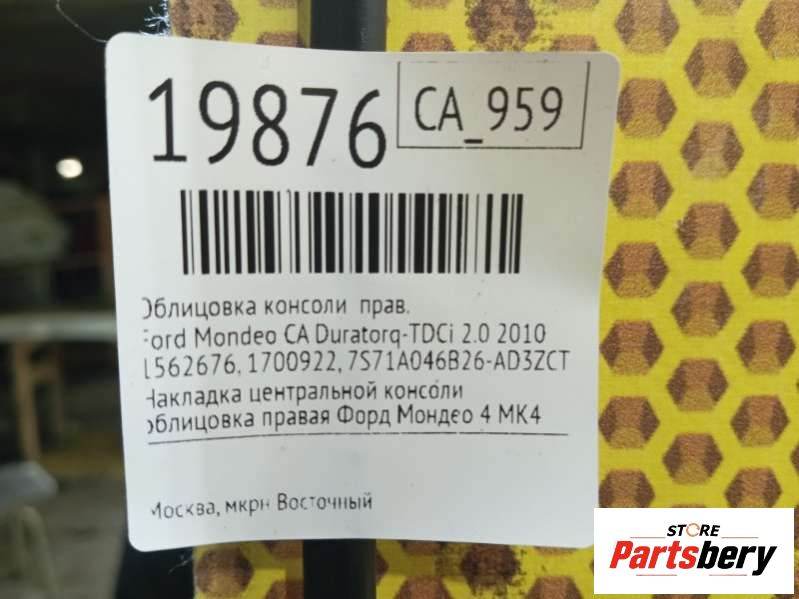 19876
CA_959
Облицовка консоли прав.
Ford Mondeo CA Duratorq-TDCi 2.0 2010
1562676, 1700922, 7S71A046B26-AD3ZCT
Накладка центральной консоли
облицовка правая Форд Мондео 4 МК4
Москва, мкрн Восточный
STORE
Partsbery